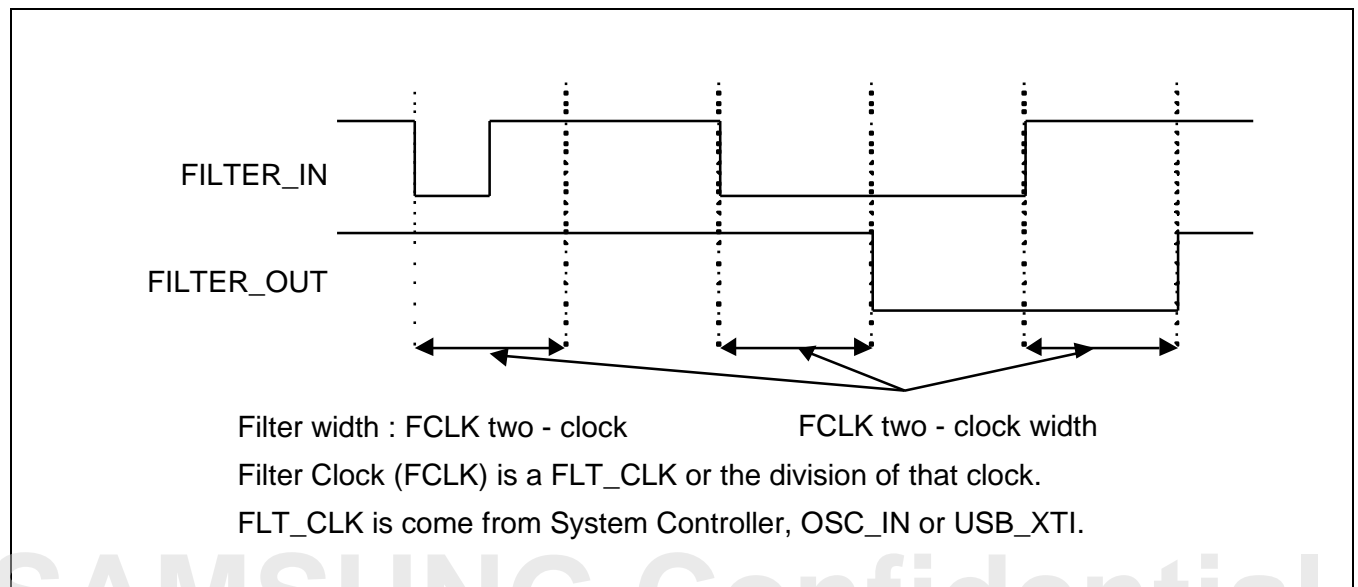 FILTER_IN
FILTER_OUT
Filter width : FCLK two - clock
FCLK two - clock width
Filter Clock (FCLK) is a FLT_CLK or the division of that clock.
FLT_CLK is come from System Controller, OSC_IN or USB_XTI.
SAMSUNG Confidential